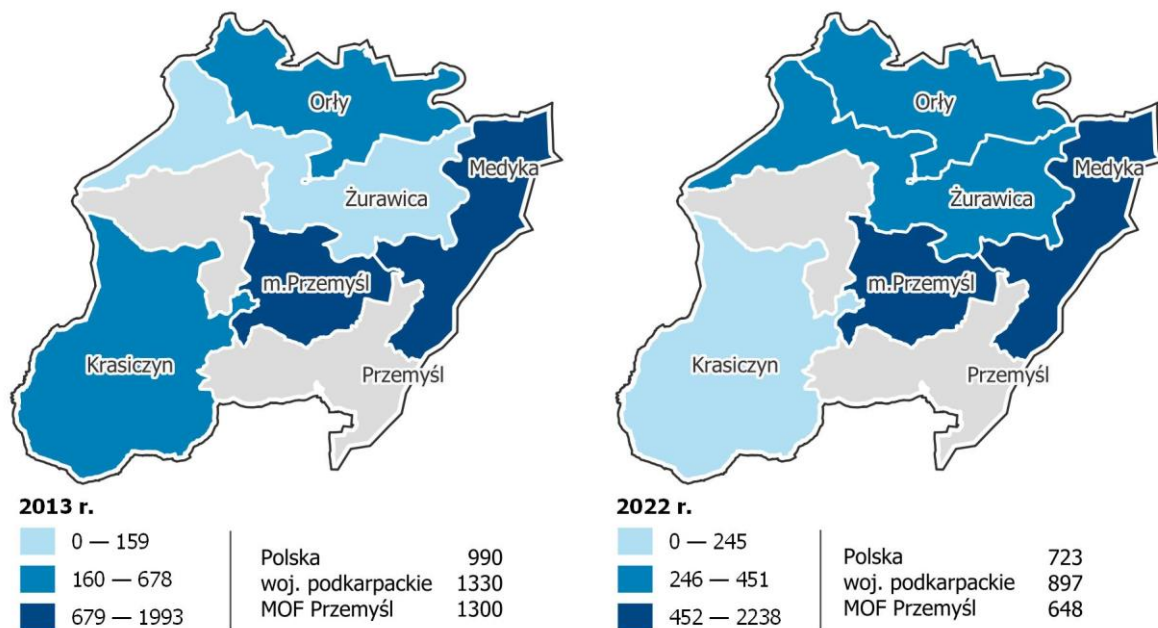 Orły
Medyka
Żurawica
m.Przemyśl
Krasiczyn
Przemyśl
2013 r.
0 — 159
160 — 678
679 — 1993
Polska 990
woj. podkarpackie 1330
MOF Przemyśl 1300
Orły
Medyka
Żurawica
m.Przemyśl
Krasiczyn
Przemyśl
2022 r.
0 — 245
246 — 451
452 — 2238
Polska 723
woj. podkarpackie 897
MOF Przemyśl 648